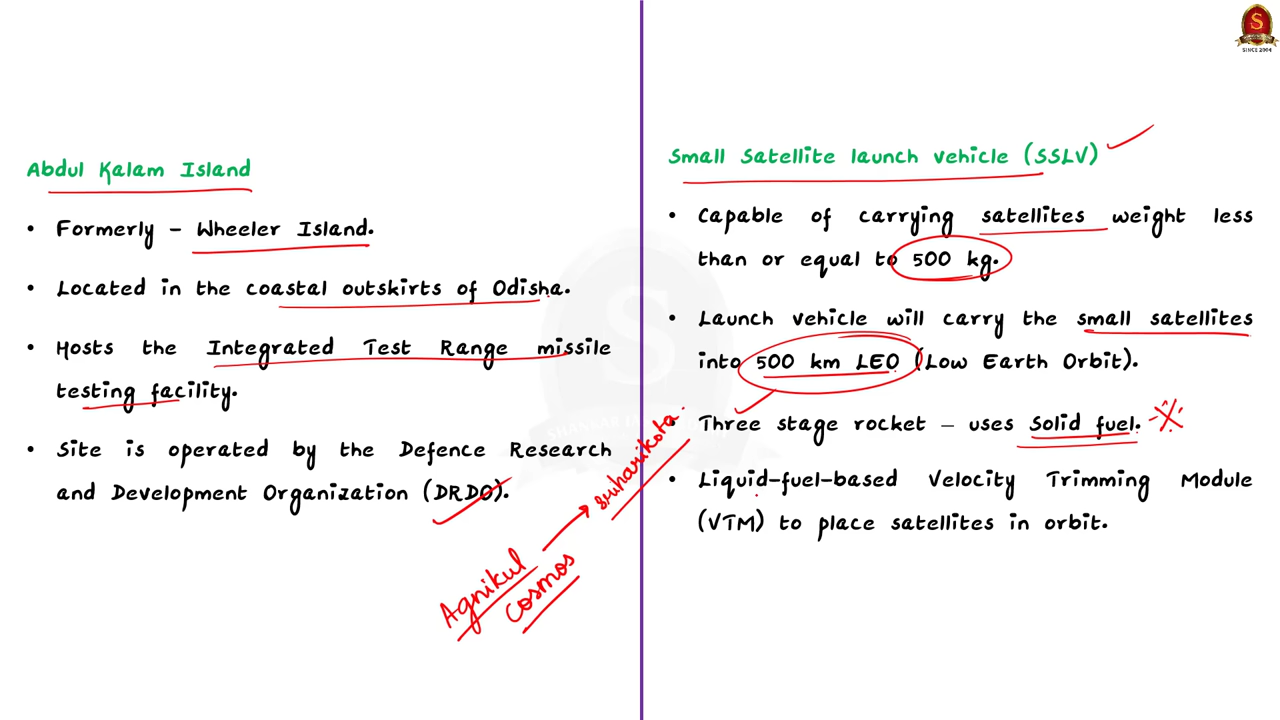 S
SINCE 2004
Abdul Kalam Island
• Formerly – Wheeler Island.
• Located in the coastal outskirts of Odisha.
• Hosts the Integrated Test Range missile
testing facility.
• Site is operated by the Defence Research
and Development Organization (DRDO).
Agnikul
Cosmos
Sriharikota
Small Satellite launch vehicle (SSLV)
• Capable of carrying satellites weight less
than or equal to 500 kg.
• Launch vehicle will carry the small satellites
into 500 km LEO (Low Earth Orbit).
• Three stage rocket – uses Solid fuel.
• Liquid-fuel-based Velocity Trimming Module
(VTM) to place satellites in orbit.